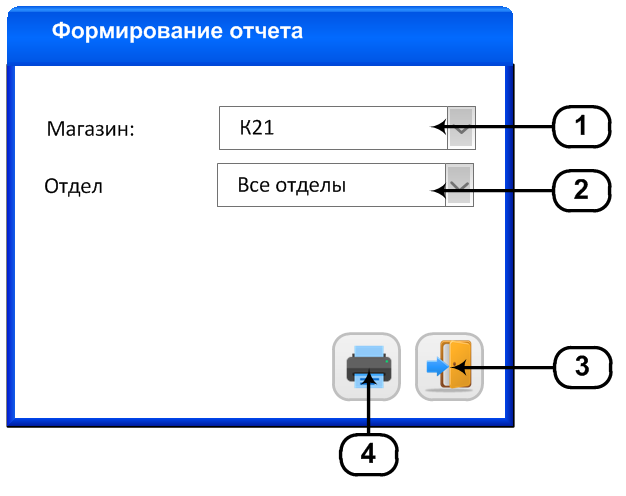 Формирование отчета
Магазин: К21 1
Отдел Все отделы 2
3
4